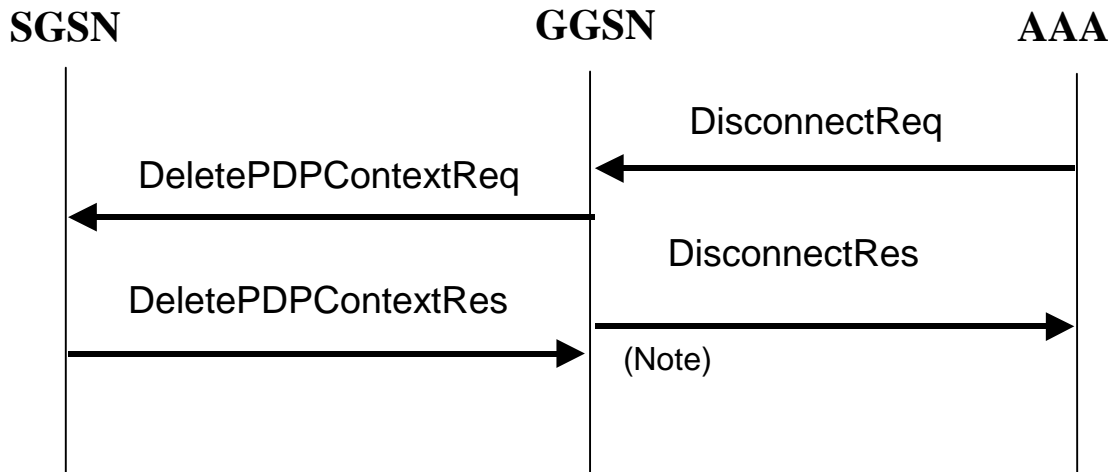 SGSN
GGSN
AAA
DisconnectReq
DeletePDPContextReq
DisconnectRes
DeletePDPContextRes
(Note)